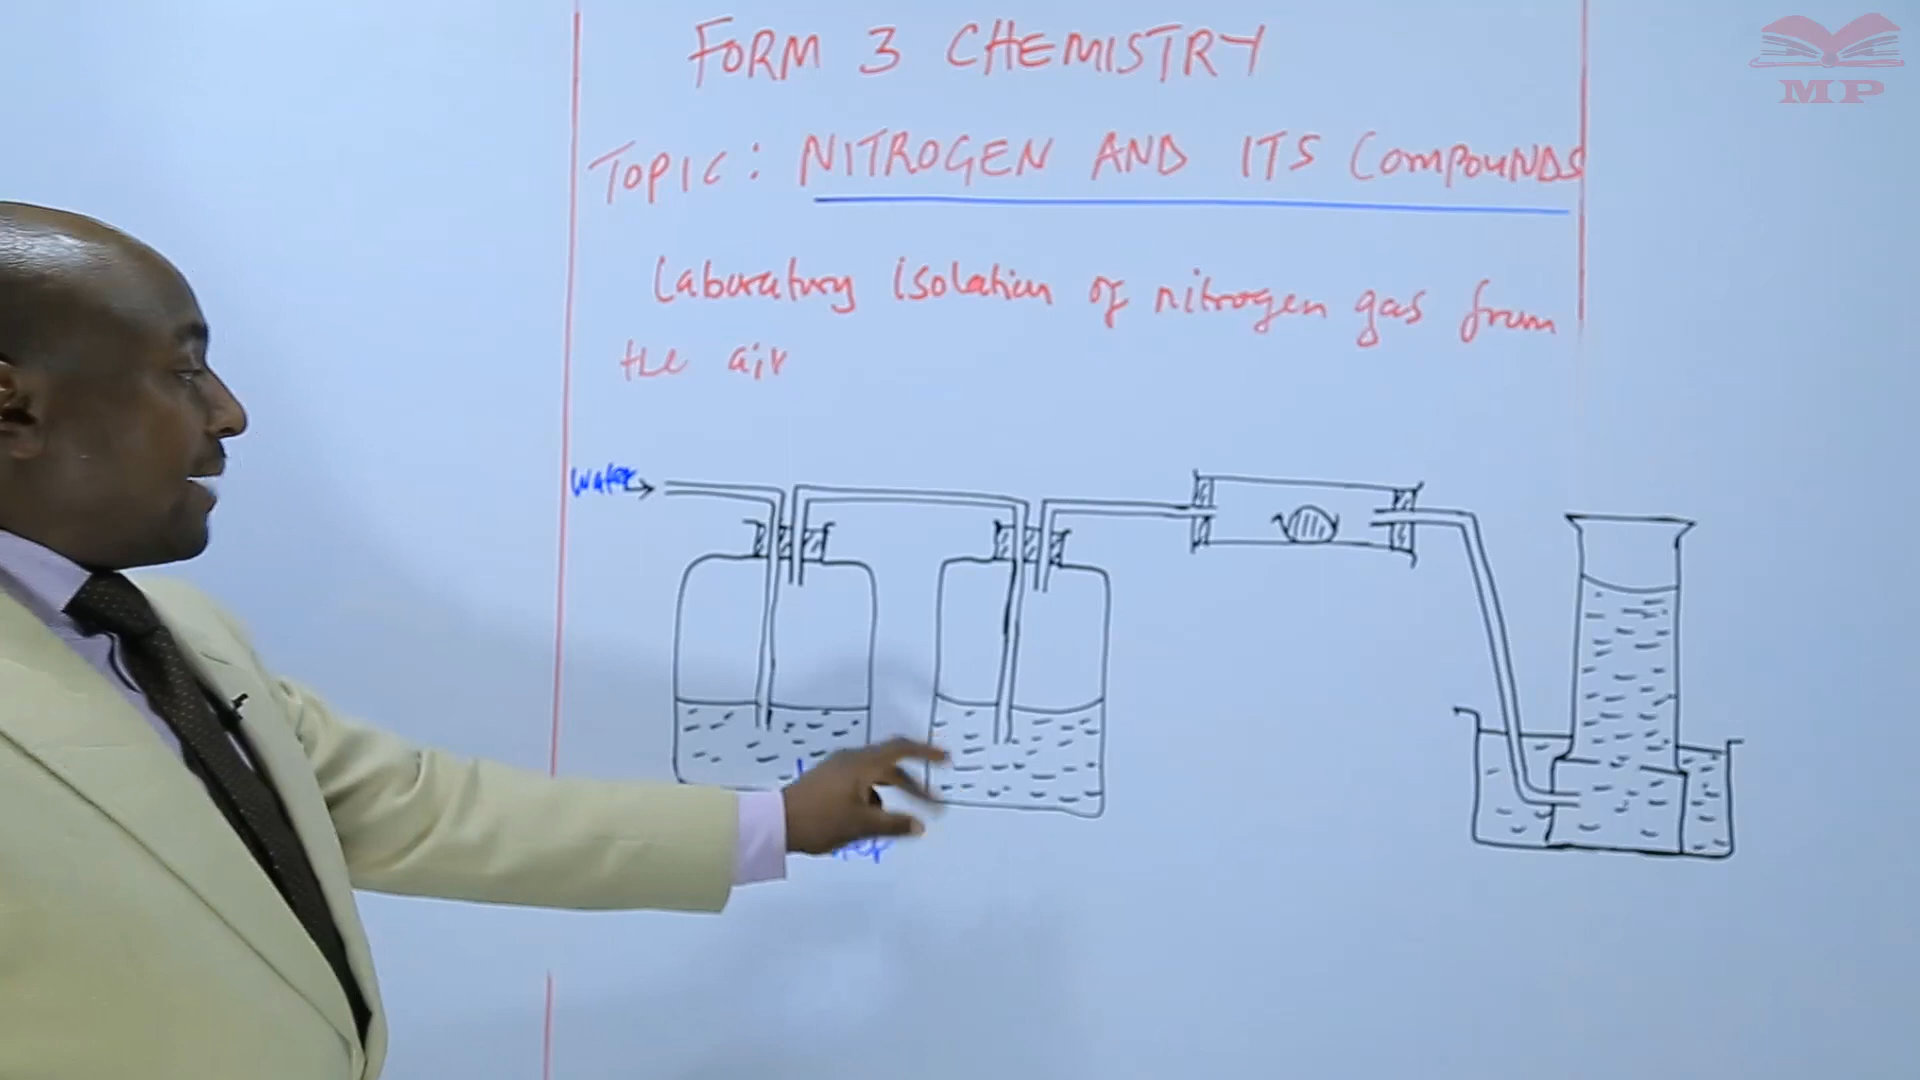 FORM 3 CHEMISTRY
MP
TOPIC: NITROGEN AND ITS COMPOUNDS
Laboratory isolation of nitrogen gas from
the air
water